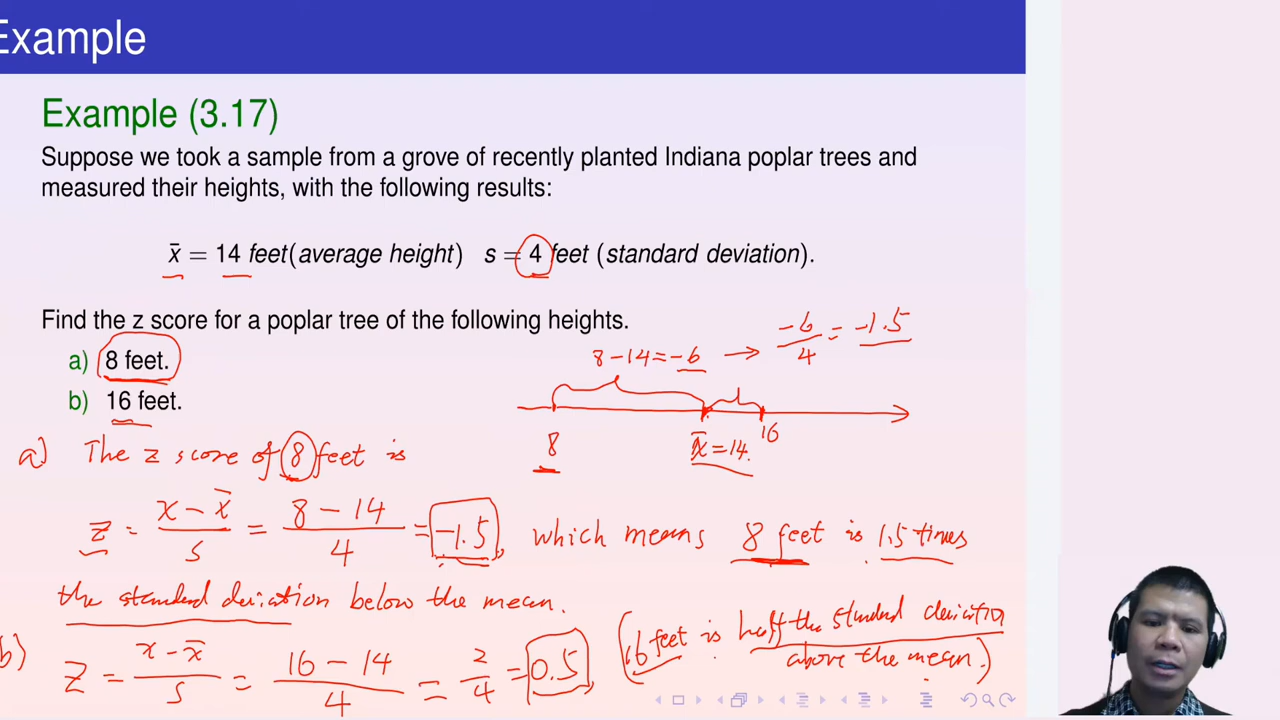 Example
Example (3.17)
Suppose we took a sample from a grove of recently planted Indiana poplar trees and
measured their heights, with the following results:
x̄ = 14 feet(average height) s = 4 feet (standard deviation).
Find the z score for a poplar tree of the following heights.
a) 8 feet.
b) 16 feet.
8-14=-6 → -6/4 = -1.5
8 x̄=14. 16
a) The z score of 8 feet is
z = (x - x̄)/s = (8 - 14)/4 = -1.5, which means 8 feet is 1.5 times
the standard deviation below the mean.
b) z = (x - x̄)/s = (16 - 14)/4 = 2/4 = 0.5. (16 feet is half the standard deviation
above the mean.)